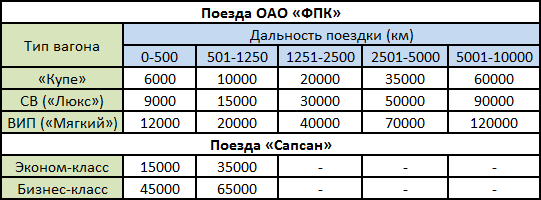 Поезда ОАО «ФПК»
Тип вагона Дальность поездки (км)
0-500 501-1250 1251-2500 2501-5000 5001-10000
«Купе» 6000 10000 20000 35000 60000
СВ («Люкс») 9000 15000 30000 50000 90000
ВИП («Мягкий») 12000 20000 40000 70000 120000
Поезда «Сапсан»
Эконом-класс 15000 35000 - - -
Бизнес-класс 45000 65000 - - -